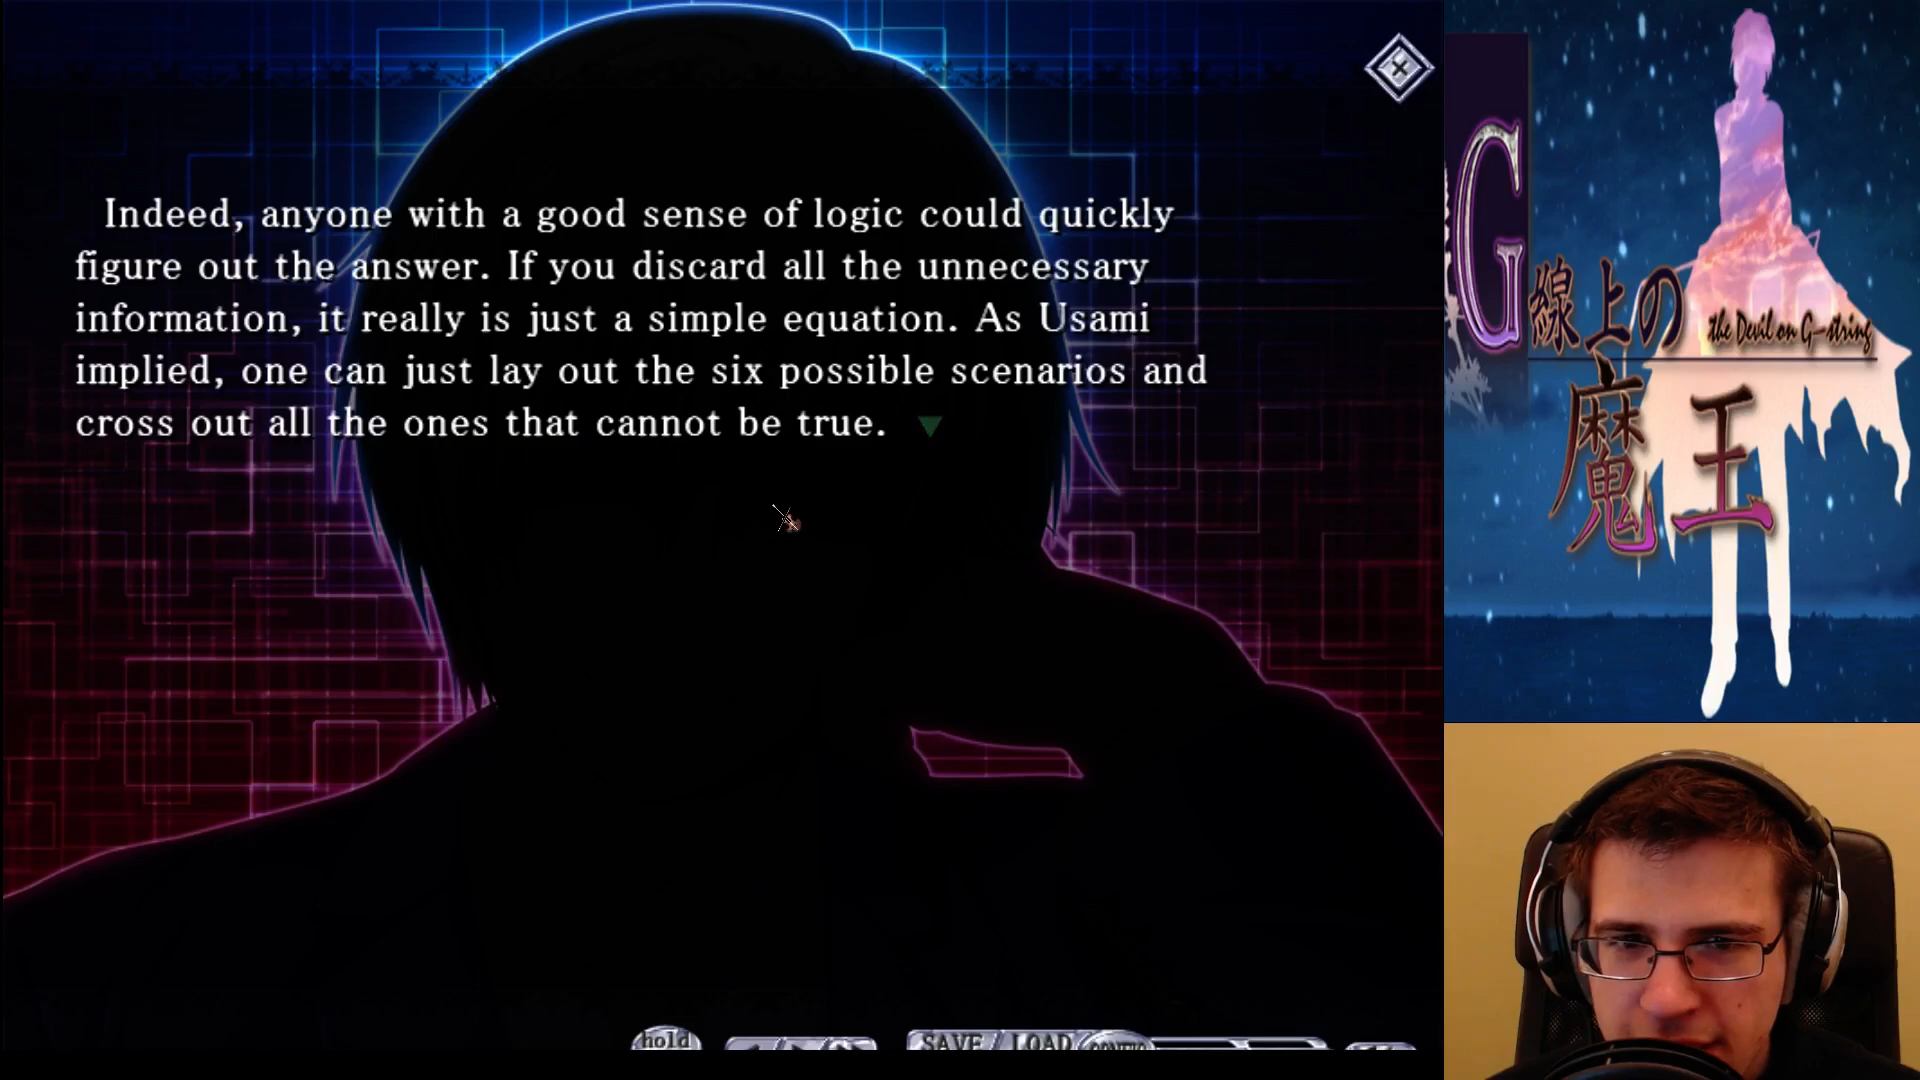 Indeed, anyone with a good sense of logic could quickly
figure out the answer. If you discard all the unnecessary
information, it really is just a simple equation. As Usami
implied, one can just lay out the six possible scenarios and
cross out all the ones that cannot be true.
hold
SAVE / LOAD
G線上の
the Devil on G-string
魔王